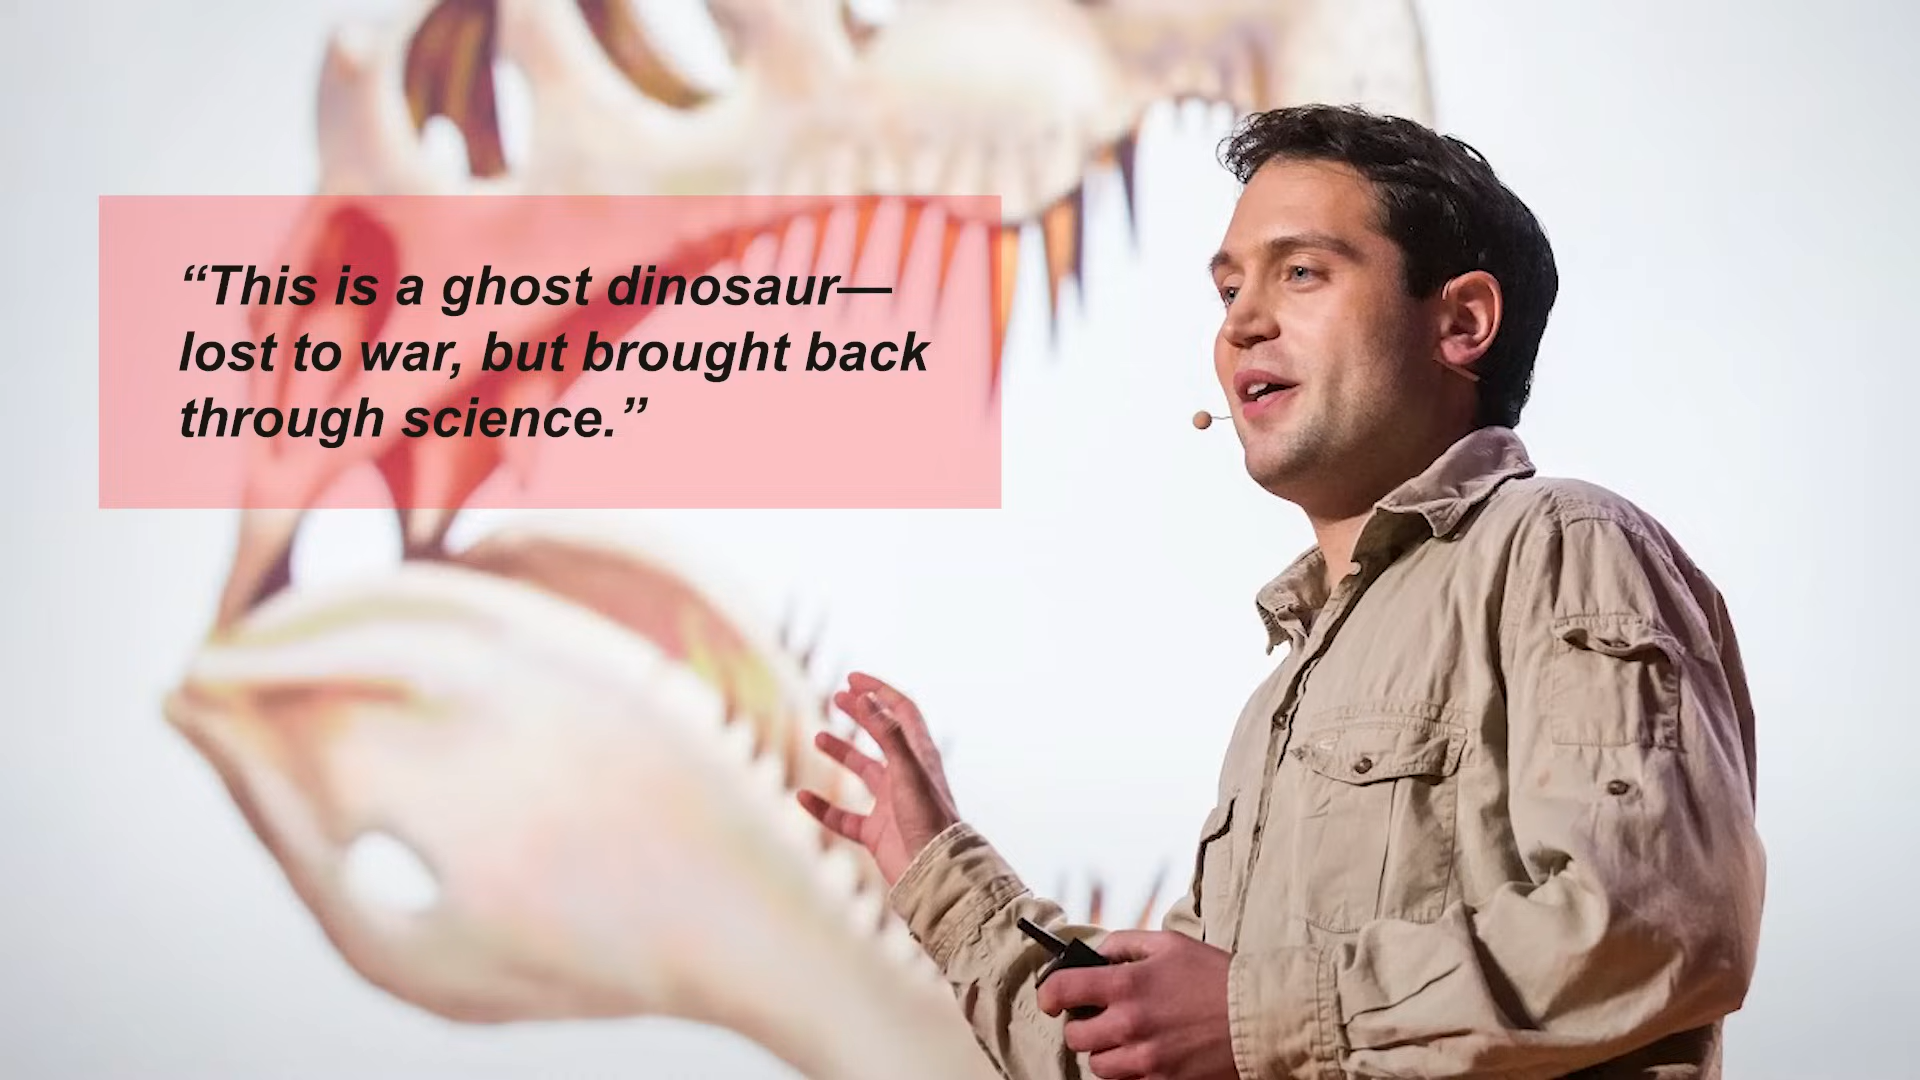 “This is a ghost dinosaur—
lost to war, but brought back
through science.”